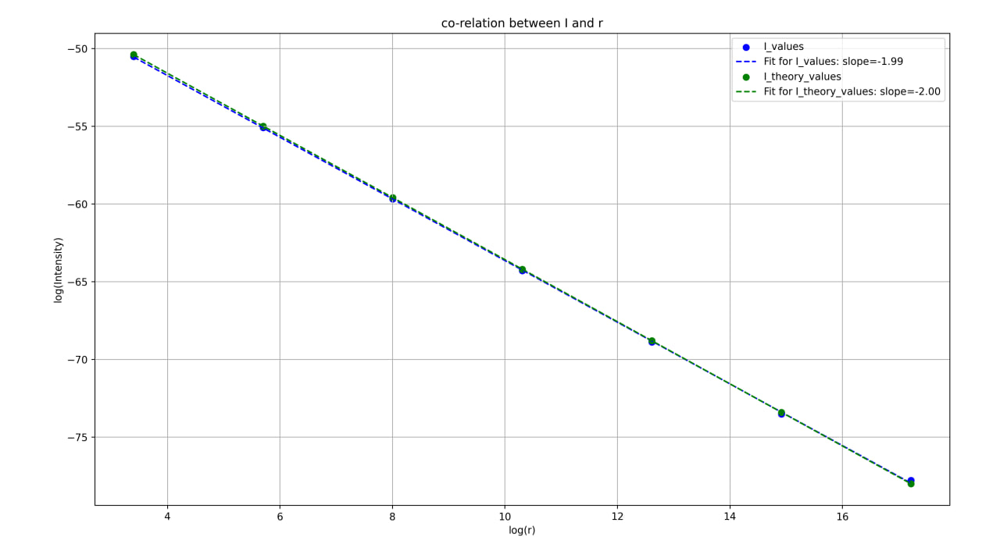 co-relation between I and r
I_values
Fit for I_values: slope=-1.99
I_theory_values
Fit for I_theory_values: slope=-2.00
log(Intensity)
−50
−55
−60
−65
−70
−75
4 6 8 10 12 14 16
log(r)